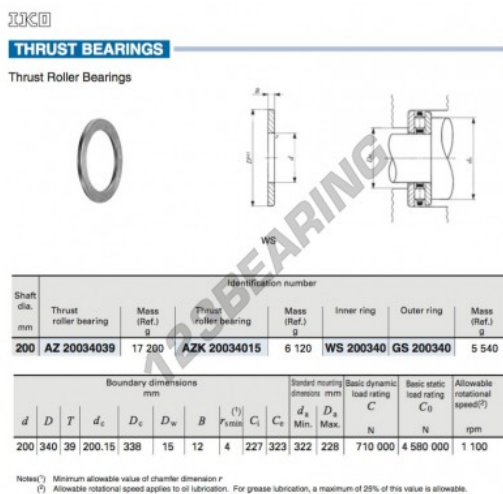 IKO
THRUST BEARINGS
Thrust Roller Bearings
B
r
D
d
Da
da
WS
123BEARING
Identification number
Shaft dia. mm
Thrust roller bearing
Mass (Ref.) g
Thrust roller bearing
Mass (Ref.) g
Inner ring
Outer ring
Mass (Ref.) g
200 AZ 20034039 17 200 AZK 20034015 6 120 WS 200340 GS 200340 5 540
Boundary dimensions mm
Standard mounting dimensions mm
Basic dynamic load rating C N
Basic static load rating C0 N
Allowable rotational speed(2) rpm
d D T dc Dc Dw B rsmin(1) Ci Ce da Min. Da Max.
200 340 39 200.15 338 15 12 4 227 323 322 228 710 000 4 580 000 1 100
Notes(1) Minimum allowable value of chamfer dimension r
(2) Allowable rotational speed applies to oil lubrication. For grease lubrication, a maximum of 25% of this value is allowable.